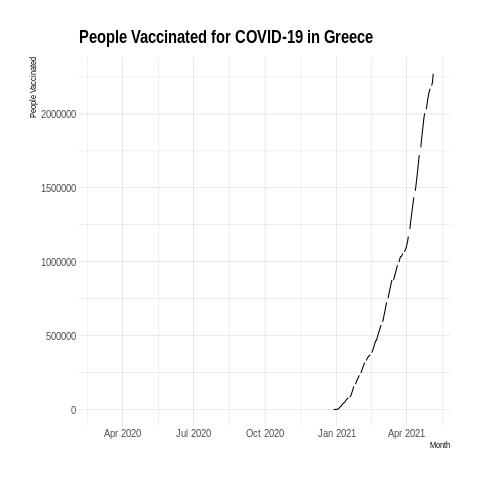 People Vaccinated for COVID-19 in Greece
People Vaccinated
2000000
1500000
1000000
500000
0
Apr 2020 Jul 2020 Oct 2020 Jan 2021 Apr 2021
Month